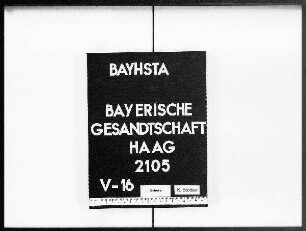 BAYHSTA
BAYERISCHE
GESANDTSCHAFT
HAAG
2105
V-16